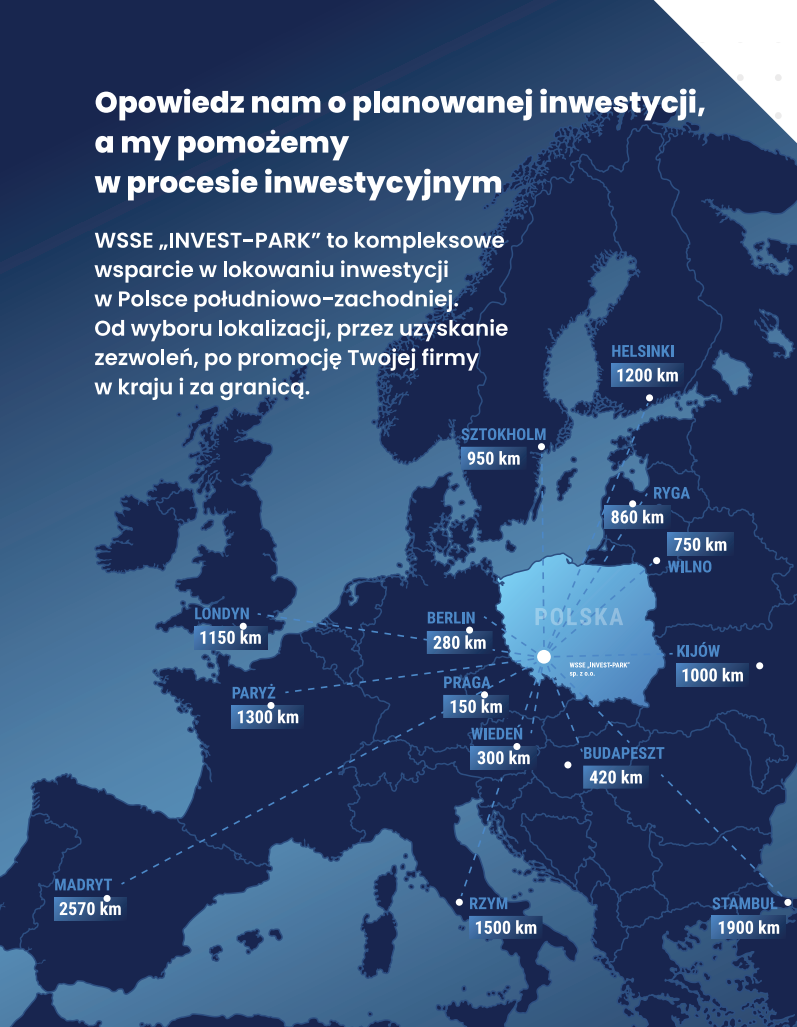 Opowiedz nam o planowanej inwestycji,
a my pomożemy
w procesie inwestycyjnym
WSSE „INVEST-PARK” to kompleksowe
wsparcie w lokowaniu inwestycji
w Polsce południowo-zachodniej.
Od wyboru lokalizacji, przez uzyskanie
zezwoleń, po promocję Twojej firmy
w kraju i za granicą.
HELSINKI
1200 km
SZTOKHOLM
950 km
RYGA
860 km
750 km
WILNO
LONDYN
1150 km
BERLIN
280 km
POLSKA
WSSE „INVEST-PARK”
sp. z o.o.
KIJÓW
1000 km
PARYŻ
1300 km
PRAGA
150 km
WIEDEŃ
300 km
BUDAPESZT
420 km
MADRYT
2570 km
RZYM
1500 km
STAMBUŁ
1900 km